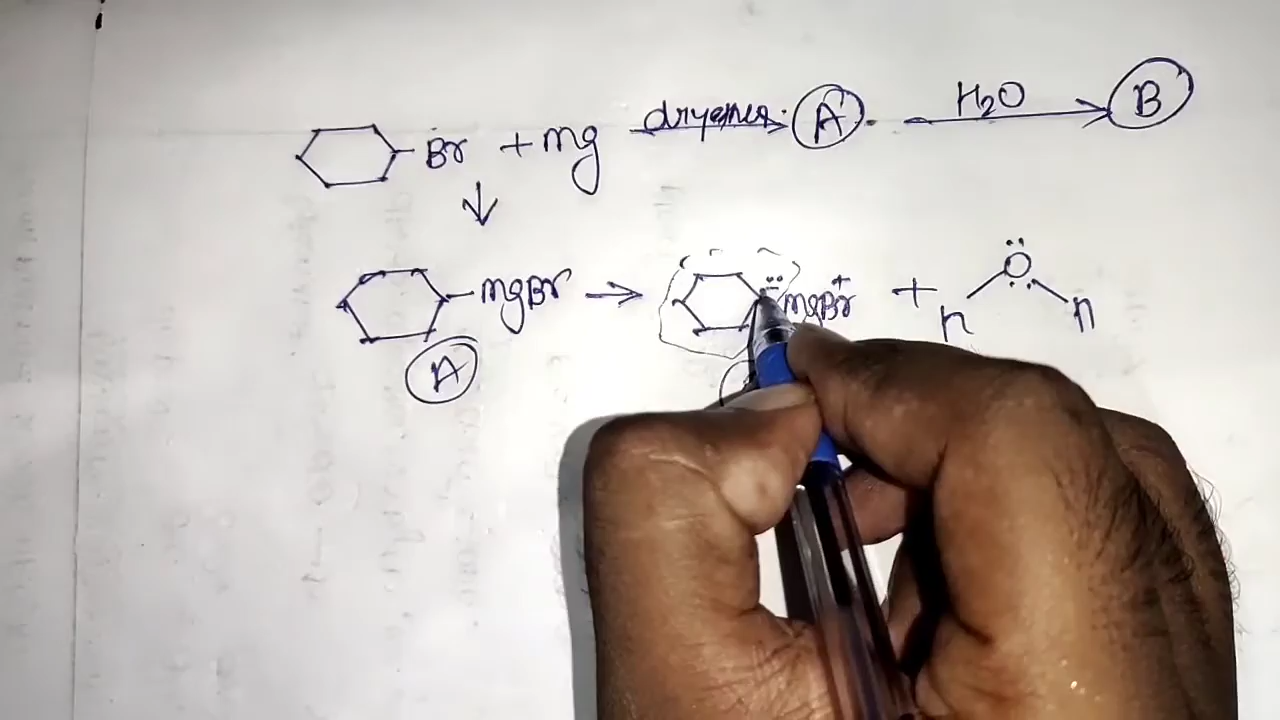 Br + mg dryether. A. H2O B
mgBr → mgBr+ + H O H
A